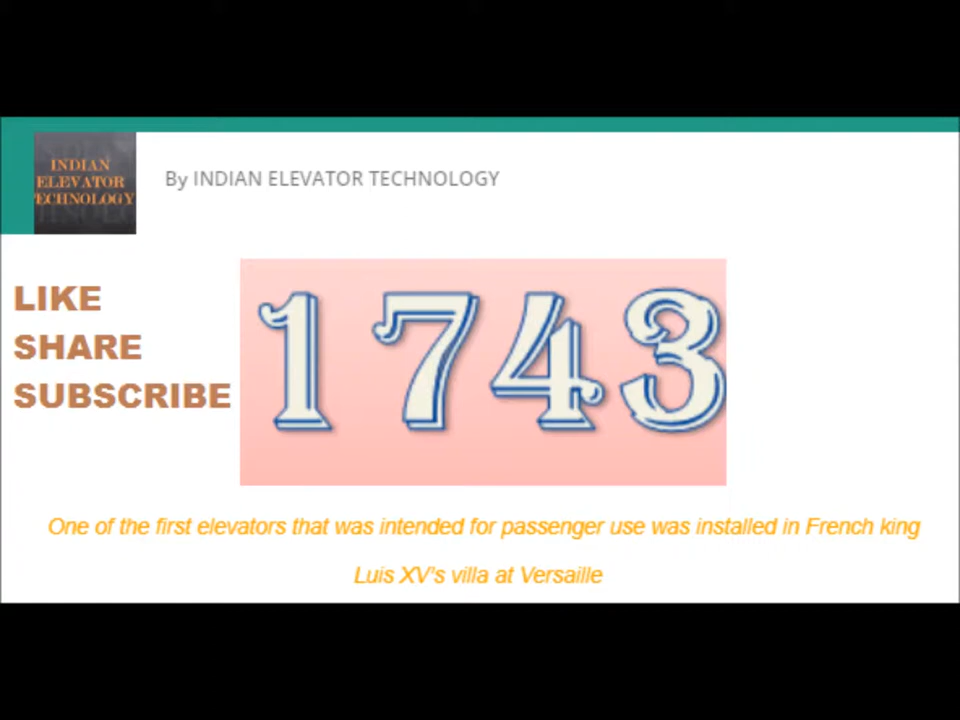 INDIAN
ELEVATOR
TECHNOLOGY
By INDIAN ELEVATOR TECHNOLOGY
LIKE
SHARE
SUBSCRIBE
1743
One of the first elevators that was intended for passenger use was installed in French king
Luis XV's villa at Versaille